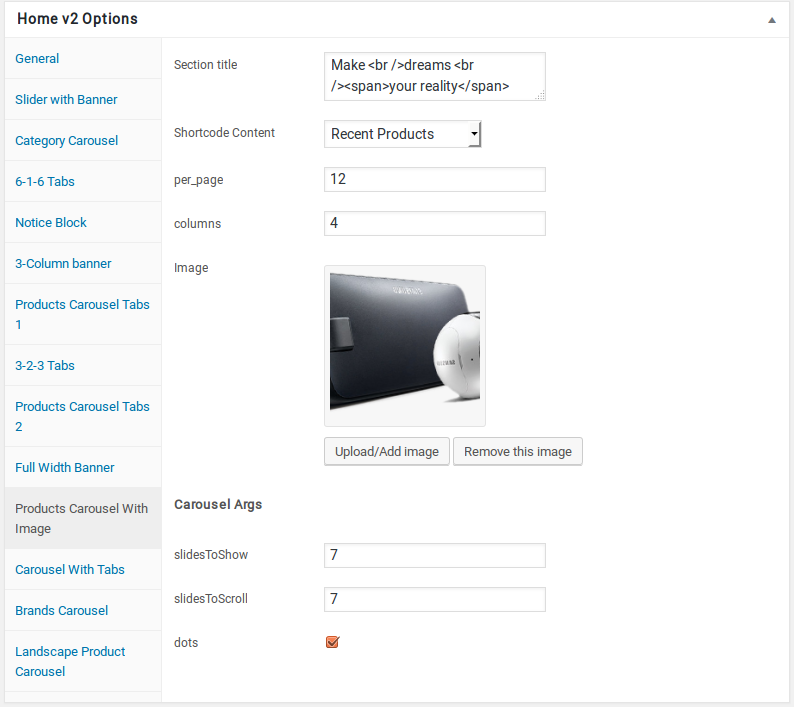 Home v2 Options
General
Slider with Banner
Category Carousel
6-1-6 Tabs
Notice Block
3-Column banner
Products Carousel Tabs
1
3-2-3 Tabs
Products Carousel Tabs
2
Full Width Banner
Products Carousel With
Image
Carousel With Tabs
Brands Carousel
Landscape Product
Carousel
Section title
Make <br />dreams <br
/><span>your reality</span>
Shortcode Content
Recent Products
per_page
12
columns
4
Image
Upload/Add image
Remove this image
Carousel Args
slidesToShow
7
slidesToScroll
7
dots